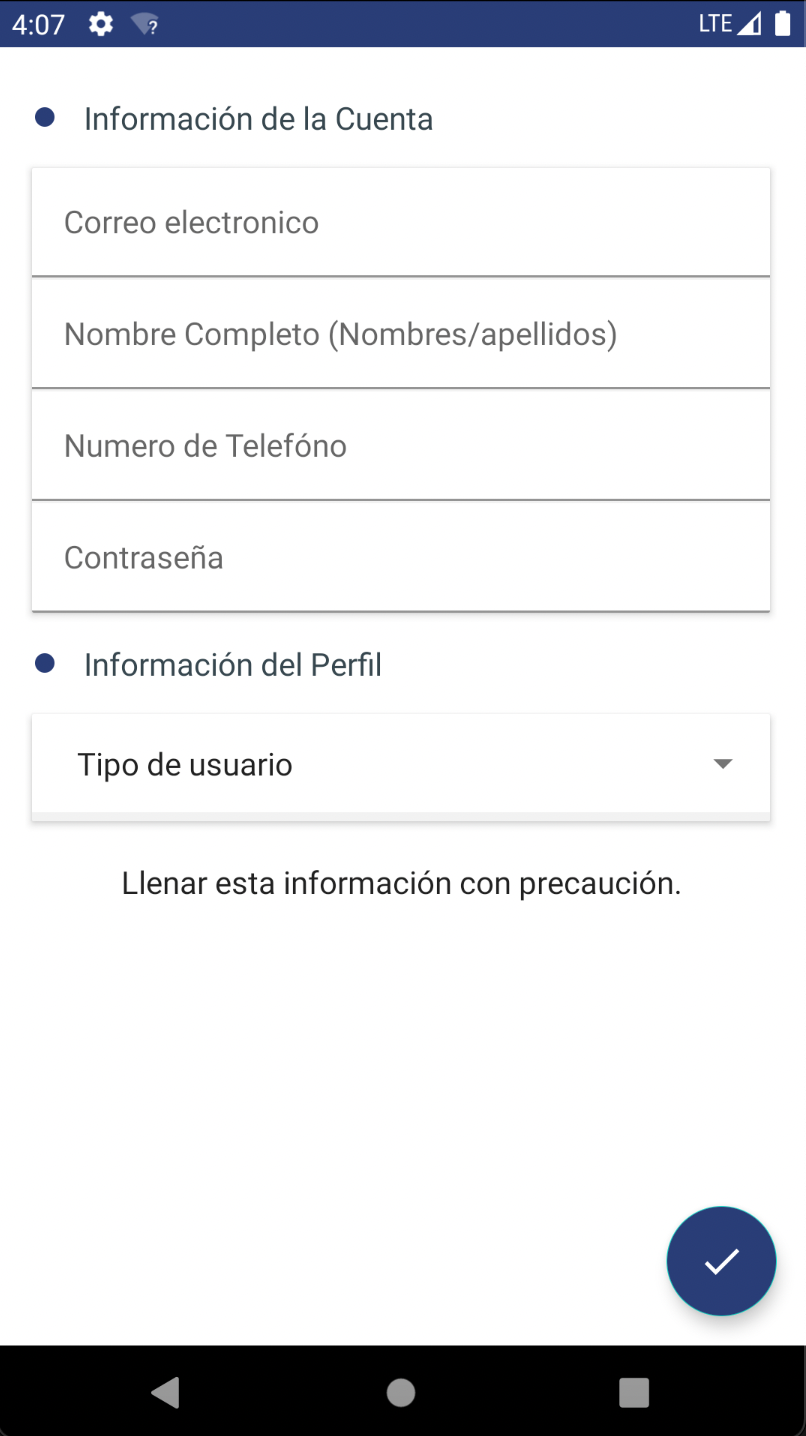 4:07 ? LTE
Información de la Cuenta
Correo electronico
Nombre Completo (Nombres/apellidos)
Numero de Telefóno
Contraseña
Información del Perfil
Tipo de usuario
Llenar esta información con precaución.